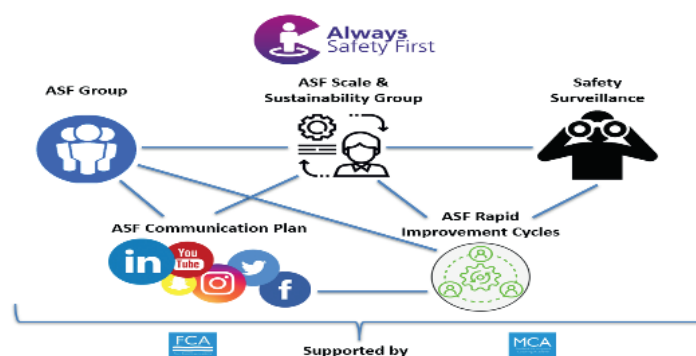 Always
Safety First
ASF Group
ASF Scale &
Sustainability Group
Safety
Surveillance
ASF Communication Plan
ASF Rapid
Improvement Cycles
in
You
Tube
f
FCA
MCA
Supported by